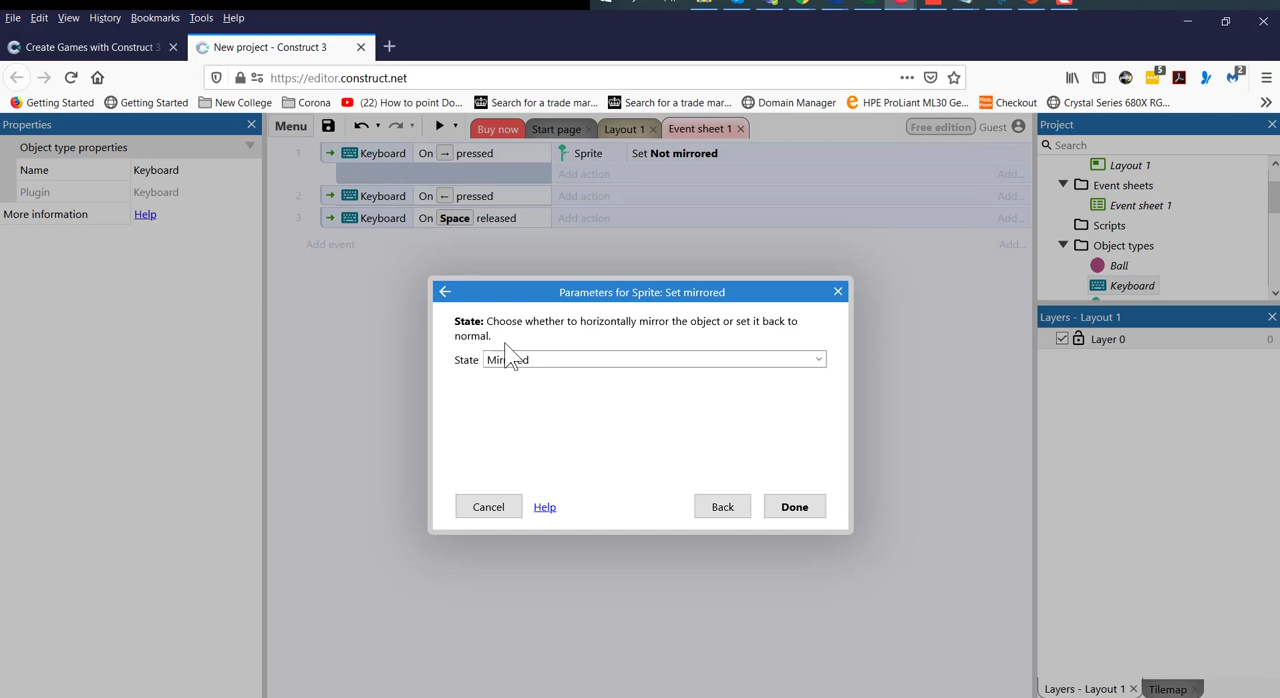 File Edit View History Bookmarks Tools Help
Create Games with Construct 3
New project - Construct 3
https://editor.construct.net
5
2
Getting Started
Getting Started
New College
Corona
(22) How to point Do...
Search for a trade mar...
Search for a trade mar...
Domain Manager
HPE ProLiant ML30 Ge...
Checkout
Crystal Series 680X RG...
Properties
Menu
Buy now
Start page
Layout 1
Event sheet 1
Free edition
Guest
Project
Object type properties
Name Keyboard
Plugin Keyboard
More information Help
1 Keyboard On → pressed Sprite Set Not mirrored
Add action Add...
2 Keyboard On ← pressed Add action Add...
3 Keyboard On Space released Add action
Add event Add...
Search
Layout 1
Event sheets
Event sheet 1
Scripts
Object types
Ball
Keyboard
Layers - Layout 1
Layer 0 0
Parameters for Sprite: Set mirrored
State: Choose whether to horizontally mirror the object or set it back to
normal.
State Mirrored
Cancel Help Back Done
Layers - Layout 1
Tilemap